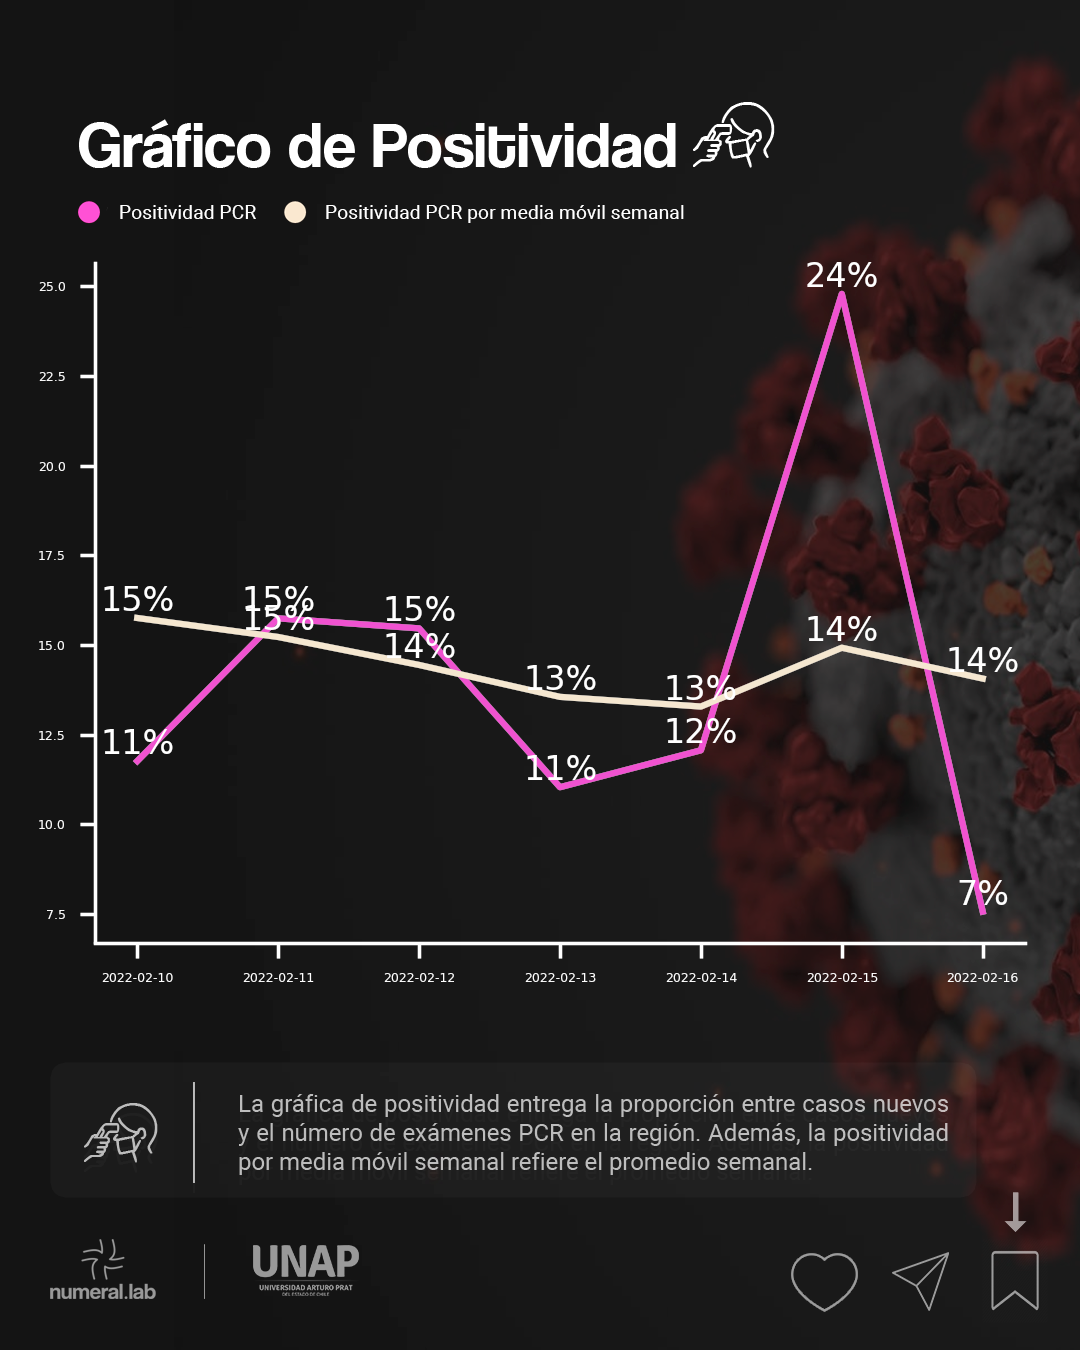 Gráfico de Positividad
Positividad PCR
Positividad PCR por media móvil semanal
25.0
22.5
20.0
17.5
15.0
12.5
10.0
7.5
24%
15%
15%
15%
15%
14%
13%
13%
14%
14%
11%
11%
12%
7%
2022-02-10
2022-02-11
2022-02-12
2022-02-13
2022-02-14
2022-02-15
2022-02-16
La gráfica de positividad entrega la proporción entre casos nuevos
y el número de exámenes PCR en la región. Además, la positividad
por media móvil semanal refiere el promedio semanal.
numeral.lab
UNAP
UNIVERSIDAD ARTURO PRAT
DEL ESTADO DE CHILE